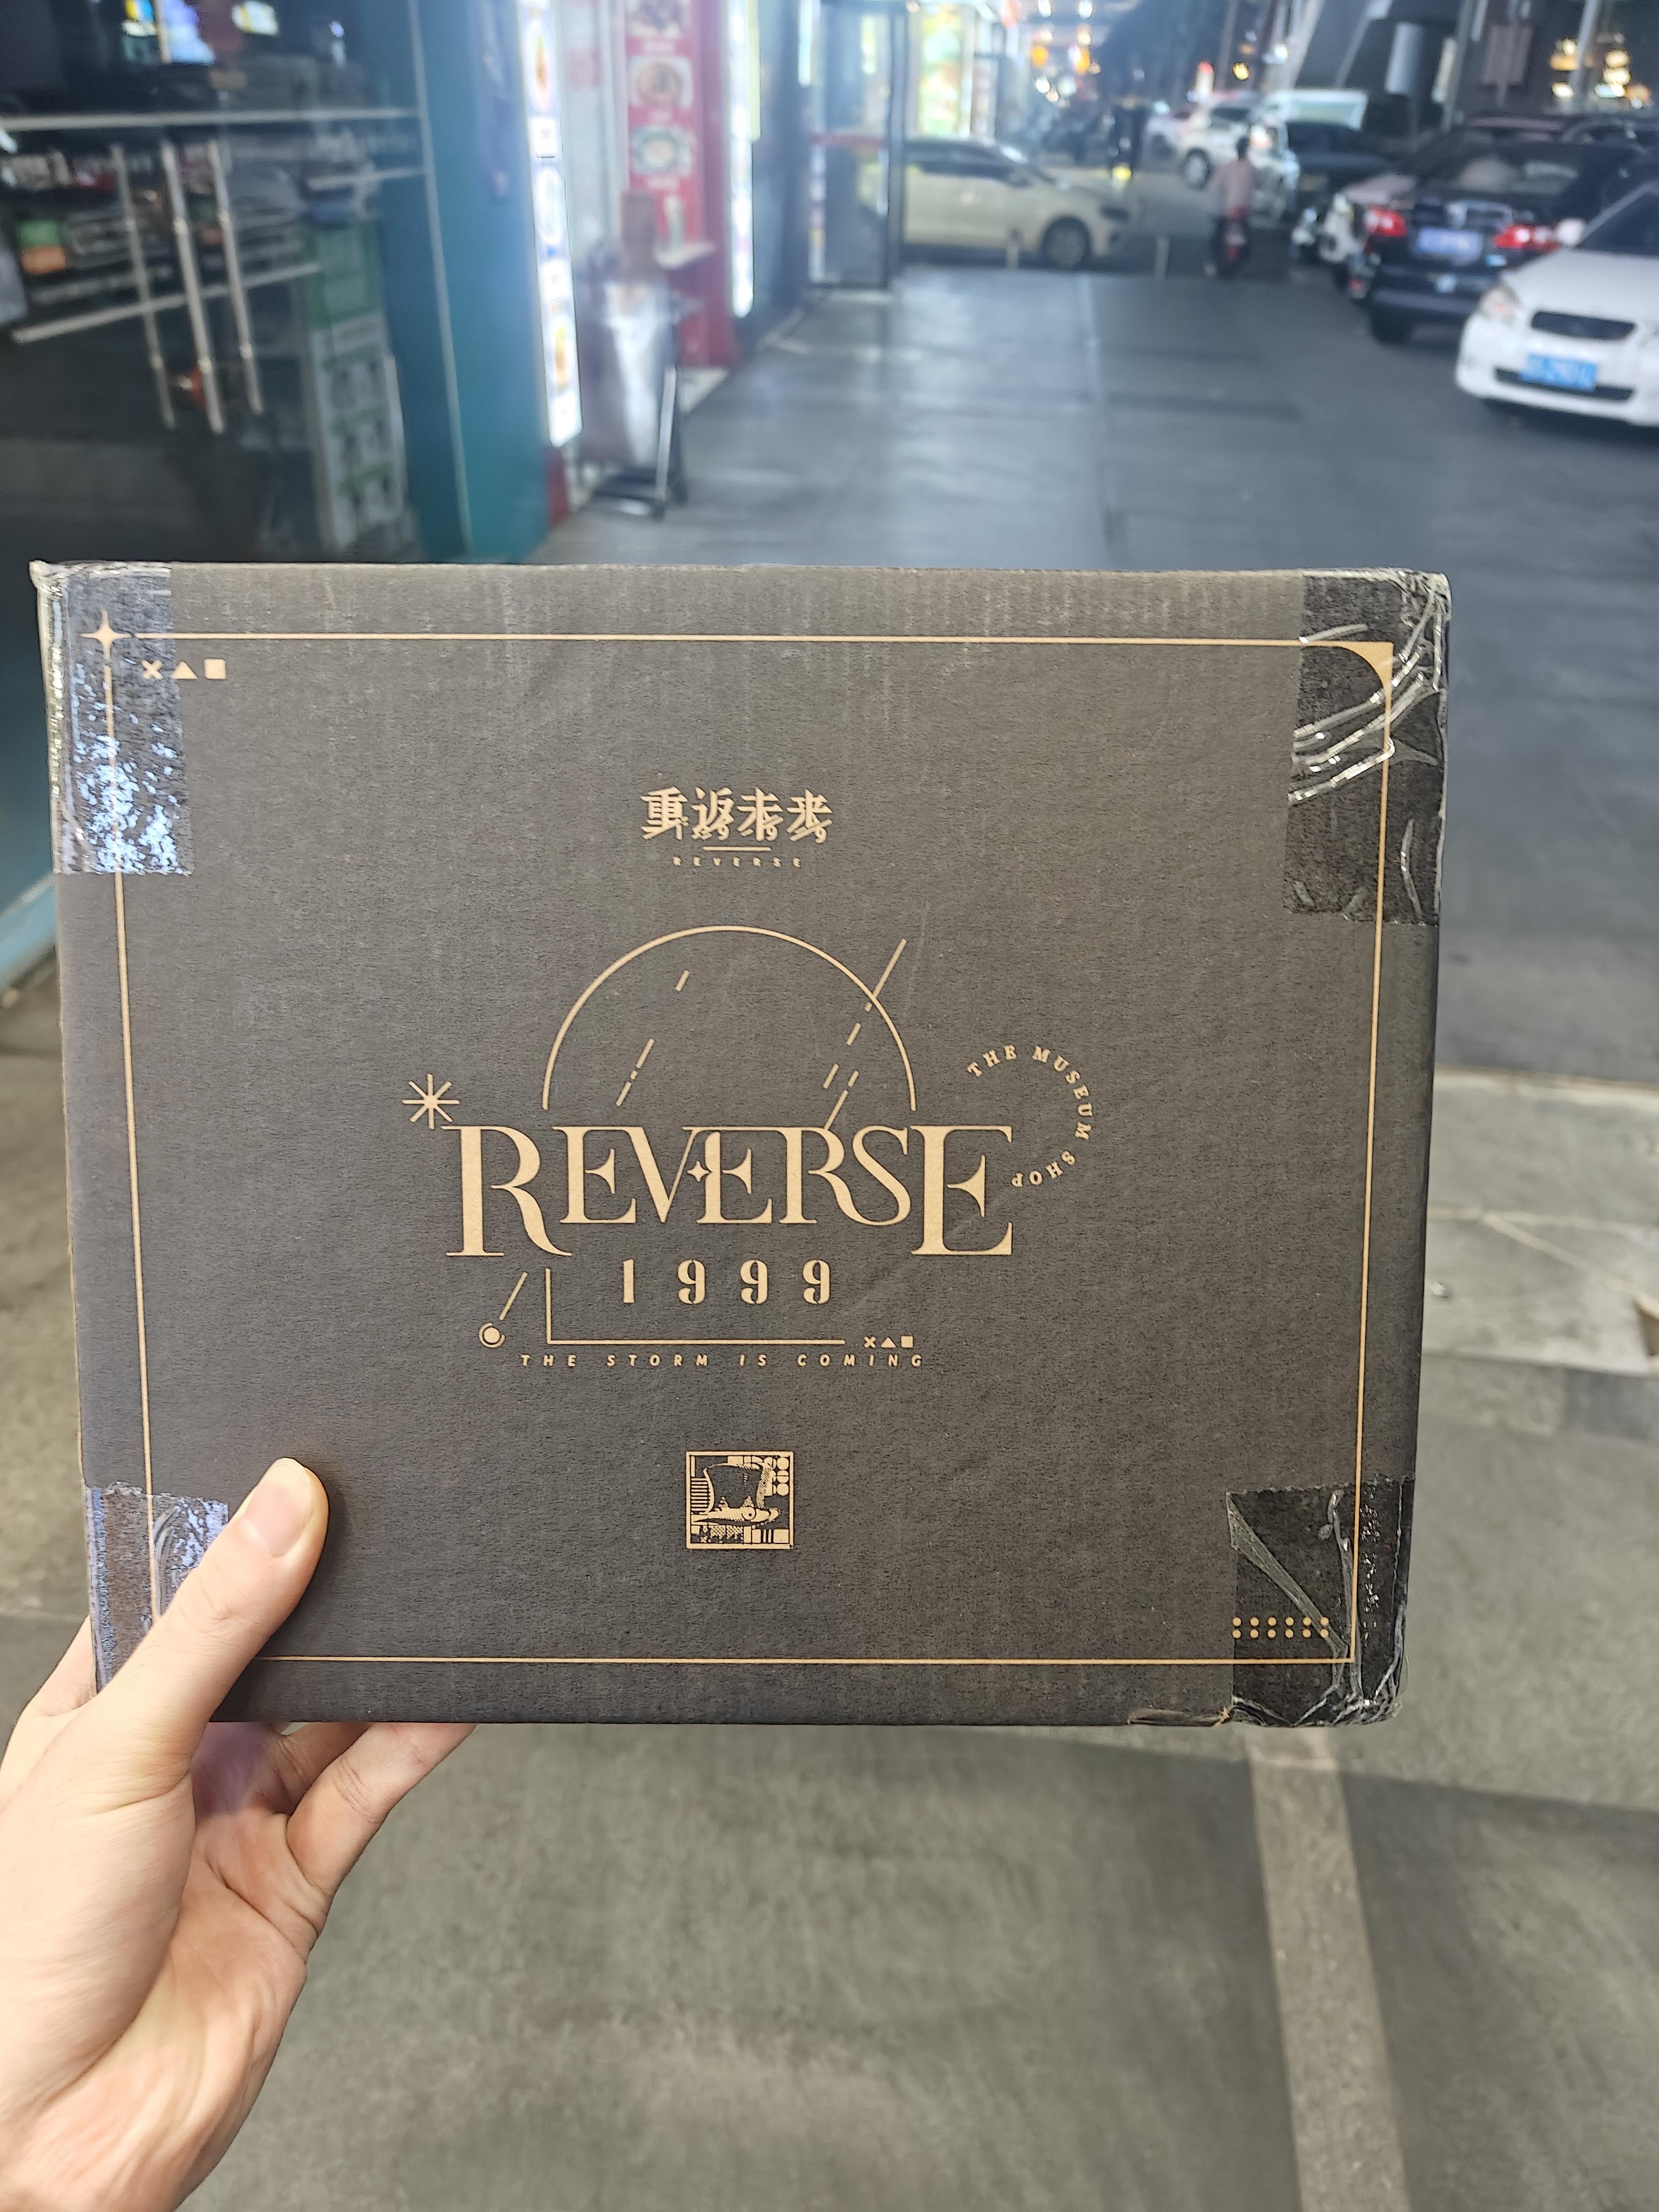 重返未来
REVERSE
THE MUSEUM SHOP
REVERSE
1999
THE STORM IS COMING